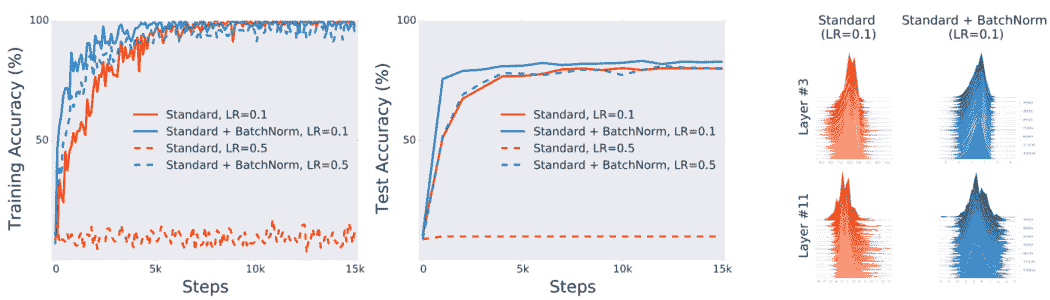 Training Accuracy (%)
100
50
Standard, LR=0.1
Standard + BatchNorm, LR=0.1
Standard, LR=0.5
Standard + BatchNorm, LR=0.5
0
5k
10k
15k
Steps
Test Accuracy (%)
100
50
Standard, LR=0.1
Standard + BatchNorm, LR=0.1
Standard, LR=0.5
Standard + BatchNorm, LR=0.5
0
5k
10k
15k
Steps
Standard
(LR=0.1)
Standard + BatchNorm
(LR=0.1)
Layer #3
Layer #11